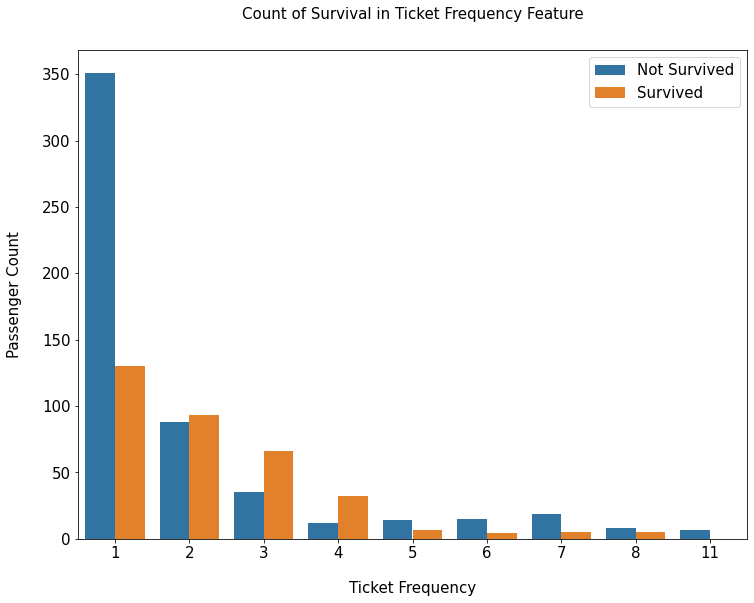 Count of Survival in Ticket Frequency Feature
Not Survived
Survived
Passenger Count
350
300
250
200
150
100
50
0
1 2 3 4 5 6 7 8 11
Ticket Frequency